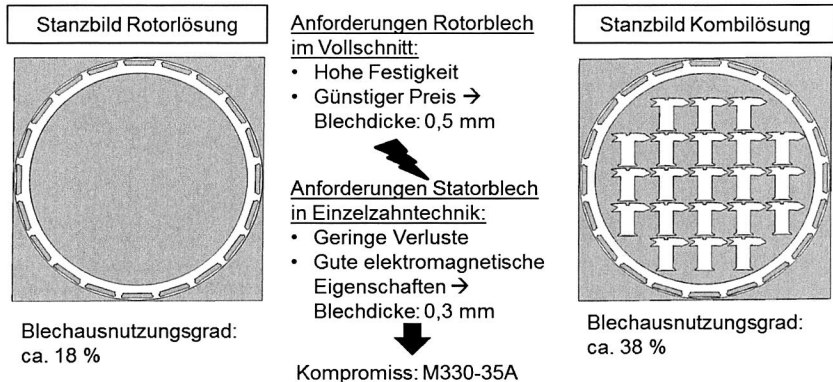 Stanzbild Rotorlösung
Blechausnutzungsgrad:
ca. 18 %
Anforderungen Rotorblech
im Vollschnitt:
• Hohe Festigkeit
• Günstiger Preis →
Blechdicke: 0,5 mm
Anforderungen Statorblech
in Einzelzahntechnik:
• Geringe Verluste
• Gute elektromagnetische
Eigenschaften →
Blechdicke: 0,3 mm
Kompromiss: M330-35A
Stanzbild Kombilösung
Blechausnutzungsgrad:
ca. 38 %